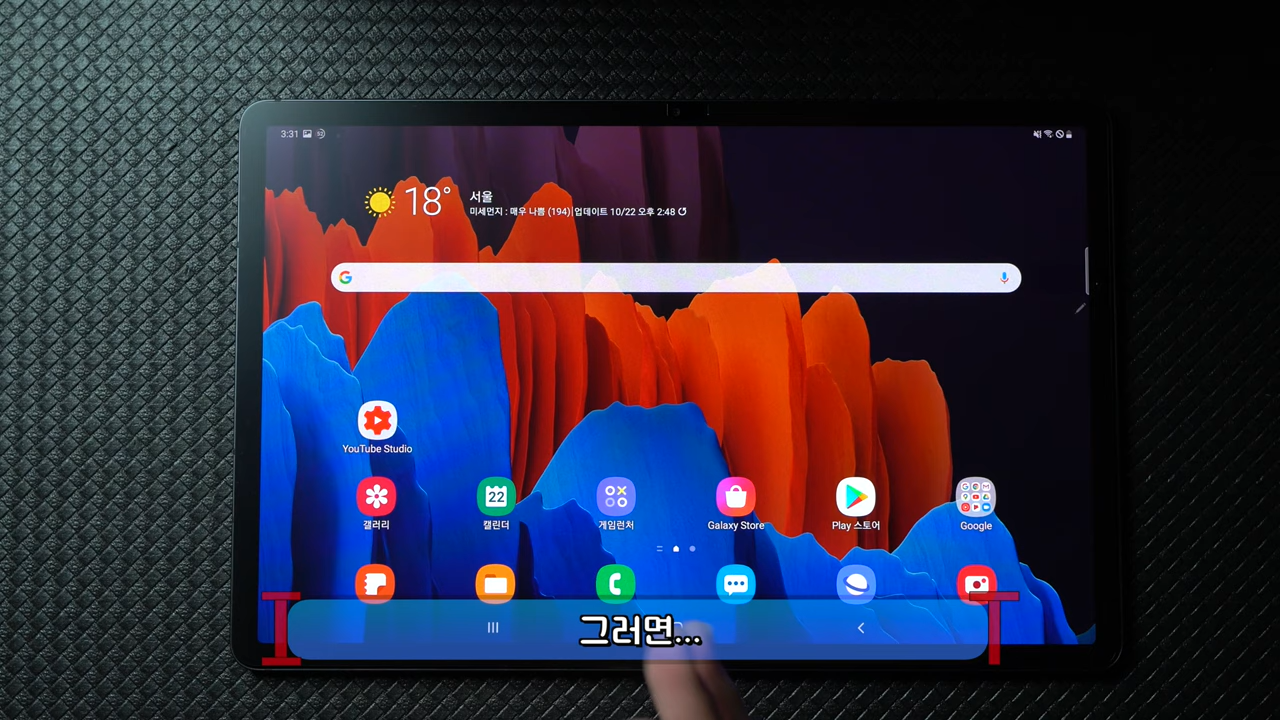 3:31
18°
서울
미세먼지 : 매우 나쁨 (194)|업데이트 10/22 오후 2:48
G
YouTube Studio
22
갤러리
캘린더
게임런처
Galaxy Store
Play 스토어
Google
그러면...